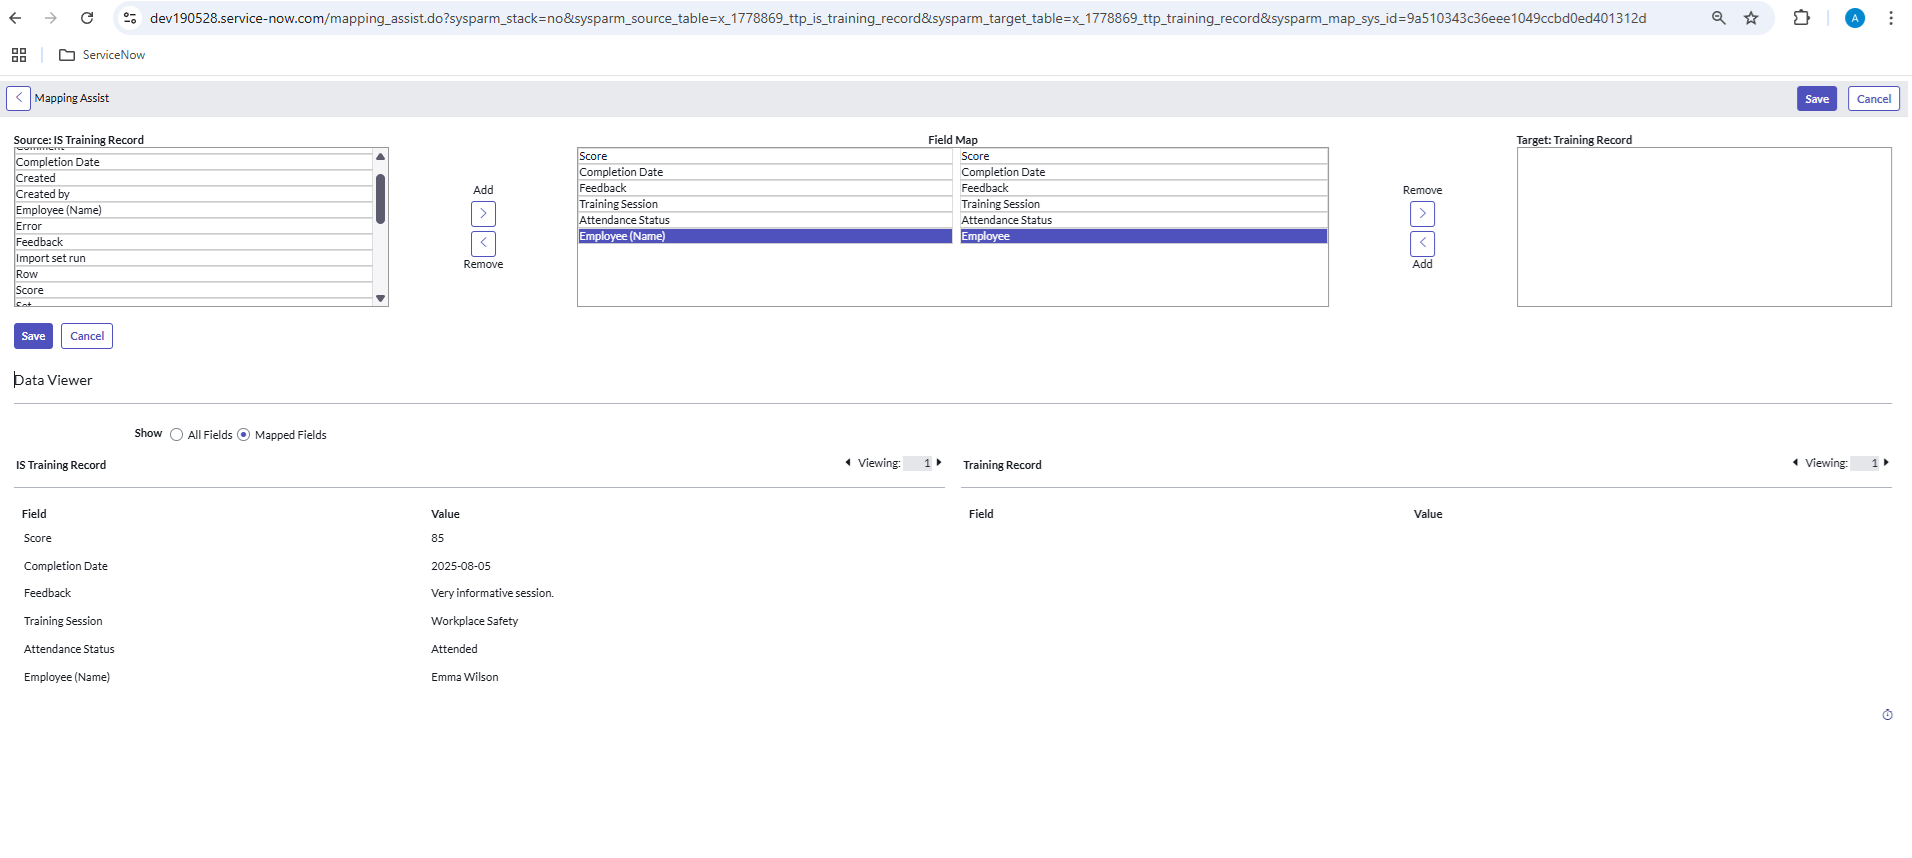 dev190528.service-now.com/mapping_assist.do?sysparm_stack=no&sysparm_source_table=x_1778869_ttp_is_training_record&sysparm_target_table=x_1778869_ttp_training_record&sysparm_map_sys_id=9a510343c36eee1049ccbd0ed401312d
A
ServiceNow
Mapping Assist
Save
Cancel
Source: IS Training Record
Field Map
Target: Training Record
Comment
Completion Date
Created
Created by
Employee (Name)
Error
Feedback
Import set run
Row
Score
Set
Add
Remove
Score Score
Completion Date Completion Date
Feedback Feedback
Training Session Training Session
Attendance Status Attendance Status
Employee (Name) Employee
Remove
Add
Save Cancel
Data Viewer
Show All Fields Mapped Fields
IS Training Record Viewing: 1
Training Record Viewing: 1
Field Value
Field Value
Score 85
Completion Date 2025-08-05
Feedback Very informative session.
Training Session Workplace Safety
Attendance Status Attended
Employee (Name) Emma Wilson